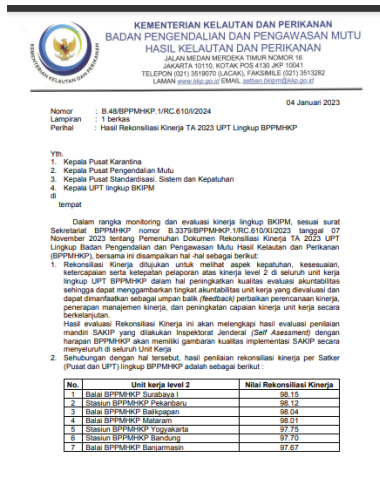 KEMENTERIAN KELAUTAN DAN PERIKANAN
BADAN PENGENDALIAN DAN PENGAWASAN MUTU
HASIL KELAUTAN DAN PERIKANAN
JALAN MEDAN MERDEKA TIMUR NOMOR 16
JAKARTA 10110, KOTAK POS 4130 JKP 10041
TELEPON (021) 3519070 (LACAK), FAKSIMILE (021) 3513282
LAMAN www.kkp.go.id EMAIL setban.bkipm@kkp.go.id
04 Januari 2023
Nomor : B.48/BPPMHKP.1/RC.610/I/2024
Lampiran : 1 berkas
Perihal : Hasil Rekonsiliasi Kinerja TA 2023 UPT Lingkup BPPMHKP
Yth.
1. Kepala Pusat Karantina
2. Kepala Pusat Pengendalian Mutu
3. Kepala Pusat Standardisasi. Sistem dan Kepatuhan
4. Kepala UPT lingkup BKIPM
di
tempat
Dalam rangka monitoring dan evaluasi kinerja lingkup BKIPM, sesuai surat
Sekretariat BPPMHKP nomor B.3379/BPPMHKP.1/RC.610/XI/2023 tanggal 07
November 2023 tentang Pemenuhan Dokumen Rekonsiliasi Kinerja TA 2023 UPT
Lingkup Badan Pengendalian dan Pengawasan Mutu Hasil Kelautan dan Perikanan
(BPPMHKP), bersama ini disampaikan hal -hal sebagai berikut:
1. Rekonsiliasi Kinerja ditujukan untuk melihat aspek kepatuhan, kesesuaian,
ketercapaian serta ketepatan pelaporan atas kinerja level 2 di seluruh unit kerja
lingkup UPT BPPMHKP dalam hal peningkatkan kualitas evaluasi akuntabilitas
sehingga dapat menggambarkan tingkat akuntabilitas unit kerja yang dievaluasi dan
dapat dimanfaatkan sebagai umpan balik (feedback) perbaikan perencanaan kinerja,
penerapan manajemen kinerja, dan peningkatan capaian kinerja unit kerja secara
berkelanjutan.
Hasil evaluasi Rekonsiliasi Kinerja ini akan melengkapi hasil evaluasi penilaian
mandiri SAKIP yang dilakukan Inspektorat Jenderal (Self Assesment) dengan
harapan BPPMHKP akan memiliki gambaran kualitas implementasi SAKIP secara
menyeluruh di seluruh Unit Kerja
2. Sehubungan dengan hal tersebut, hasil penilaian rekonsiliasi kinerja per Satker
(Pusat dan UPT) lingkup BPPMHKP adalah sebagai berikut :
No. Unit kerja level 2 Nilai Rekonsiliasi Kinerja
1 Balai BPPMHKP Surabaya I 98.15
2 Stasiun BPPMHKP Pekanbaru 98.12
3 Balai BPPMHKP Balikpapan 98.04
4 Balai BPPMHKP Mataram 98.01
5 Stasiun BPPMHKP Yogyakarta 97.75
6 Stasiun BPPMHKP Bandung 97.70
7 Balai BPPMHKP Banjarmasin 97.67